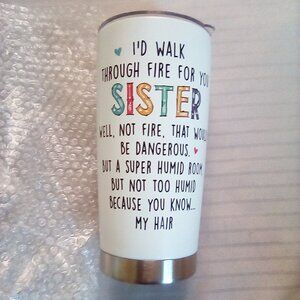 I'D WALK
THROUGH FIRE FOR YOU
SISTER
WELL, NOT FIRE, THAT WOULD
BE DANGEROUS.
BUT A SUPER HUMID ROOM
BUT NOT TOO HUMID
BECAUSE YOU KNOW...
MY HAIR